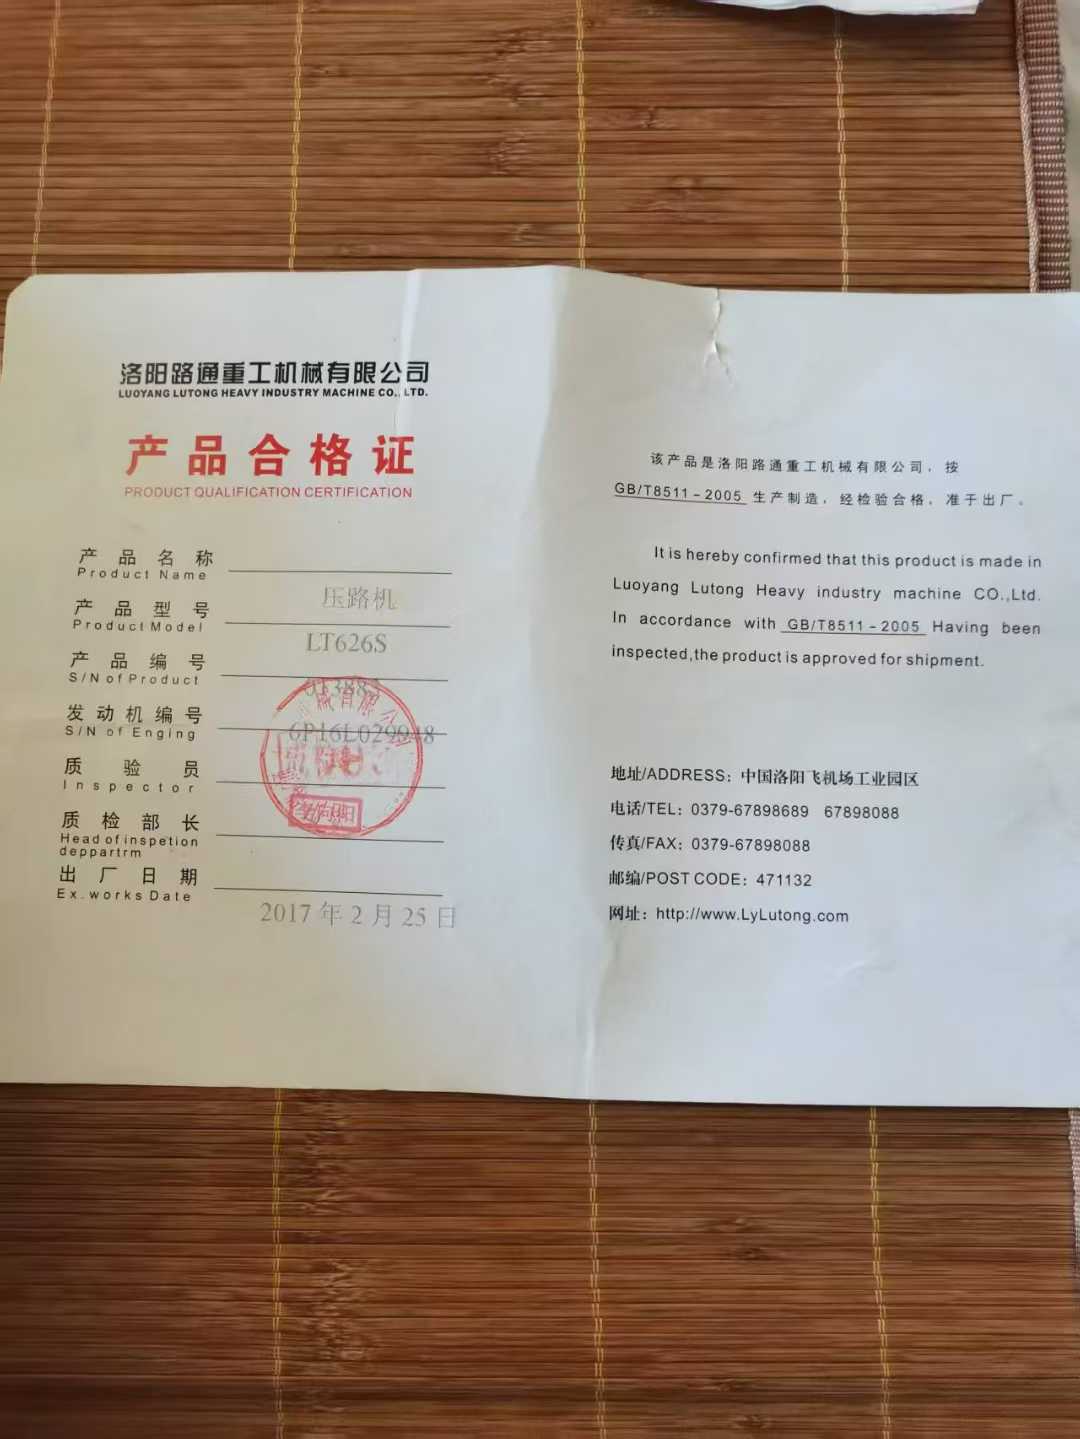 洛阳路通重工机械有限公司
LUOYANG LUTONG HEAVY INDUSTRY MACHINE CO., LTD.
产品合格证
PRODUCT QUALIFICATION CERTIFICATION
产品名称
Product Name
压路机
产品型号
Product Model
LT626S
产品编号
S/N of Product
发动机编号
S/N of Enging
6P16L029948
质验员
Inspector
质检部长
Head of inspetion
deppartrm
出厂日期
Ex.works Date
2017年2月25日
该产品是洛阳路通重工机械有限公司，按
GB/T8511-2005 生产制造，经检验合格，准于出厂。
It is hereby confirmed that this product is made in
Luoyang Lutong Heavy industry machine CO.,Ltd.
In accordance with GB/T8511-2005 Having been
inspected,the product is approved for shipment.
地址/ADDRESS：中国洛阳飞机场工业园区
电话/TEL：0379-67898689 67898088
传真/FAX：0379-67898088
邮编/POST CODE：471132
网址：http://www.LyLutong.com